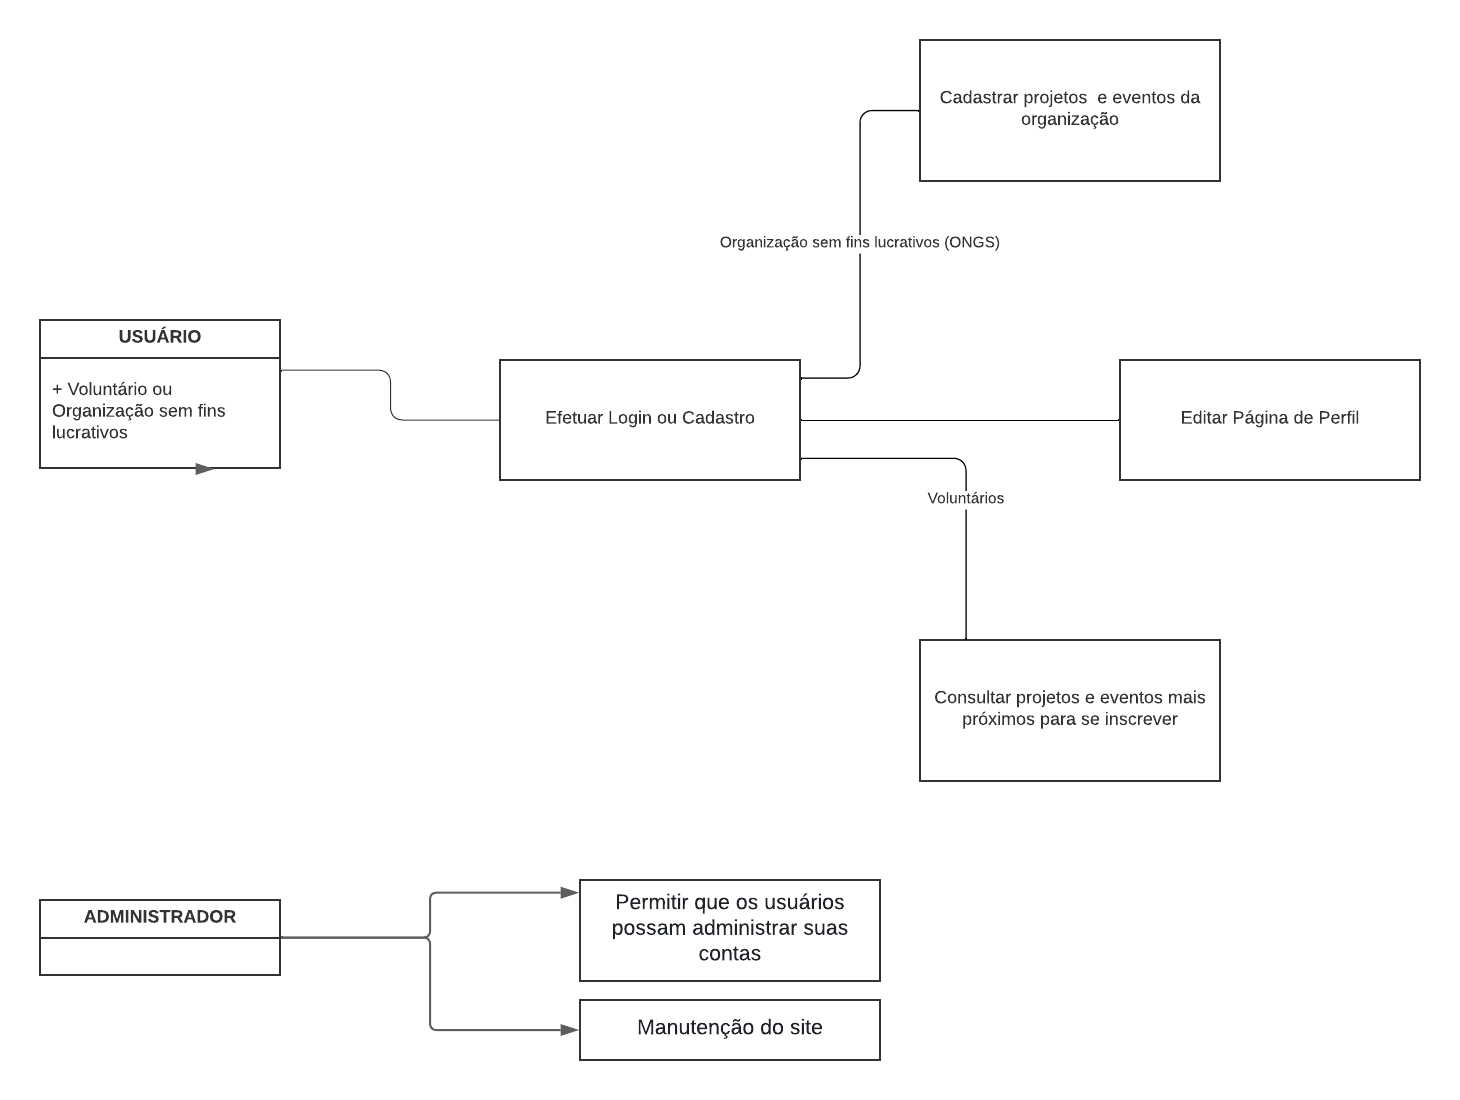 Cadastrar projetos  e eventos da
organização
Organização sem fins lucrativos (ONGS)
USUÁRIO
+ Voluntário ou
Organização sem fins
lucrativos
Efetuar Login ou Cadastro
Editar Página de Perfil
Voluntários
Consultar projetos e eventos mais
próximos para se inscrever
ADMINISTRADOR
Permitir que os usuários
possam administrar suas
contas
Manutenção do site